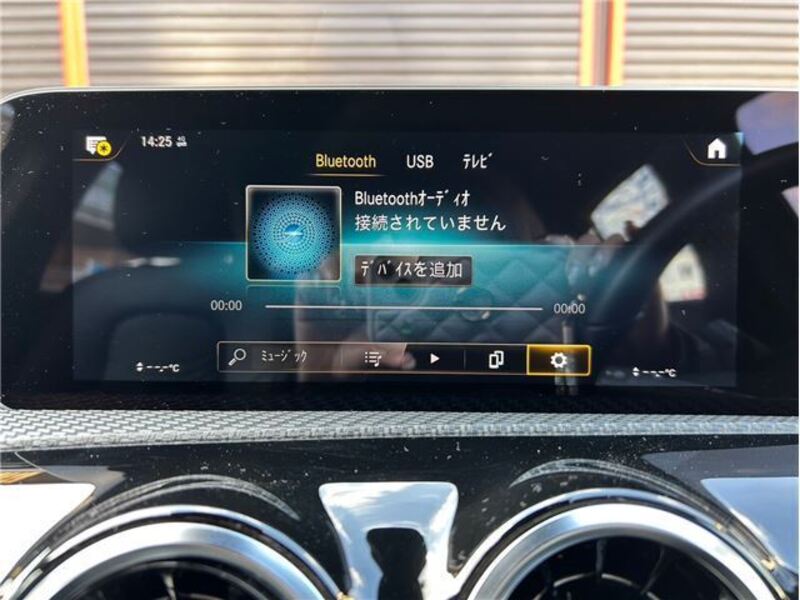 14:25
Bluetooth USB ﾃﾚﾋﾞ
Bluetoothｵｰﾃﾞｨｵ
接続されていません
ﾃﾞﾊﾞｲｽを追加
00:00 00:00
ﾐｭｰｼﾞｯｸ
--.-°C --.-°C